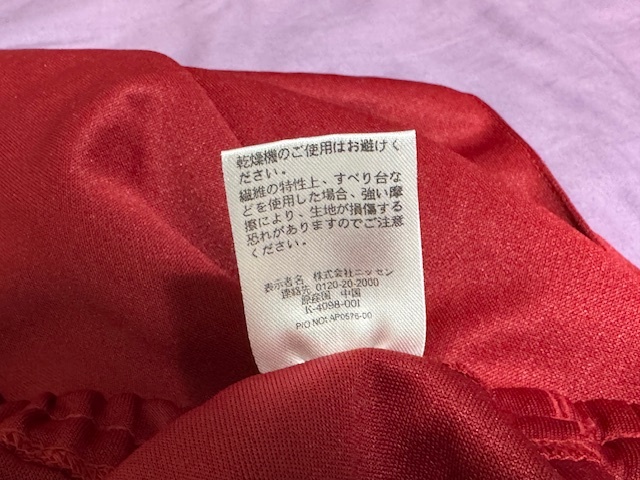 乾燥機のご使用はお避けく
ださい。
繊維の特性上、すべり台な
どを使用した場合、強い摩
擦により、生地が損傷する
恐れがありますのでご注意
ください。
表示者名 株式会社ニッセン
連絡先 0120-20-2000
原産国 中国
K-4098-001
P/O NO: AP0576-00